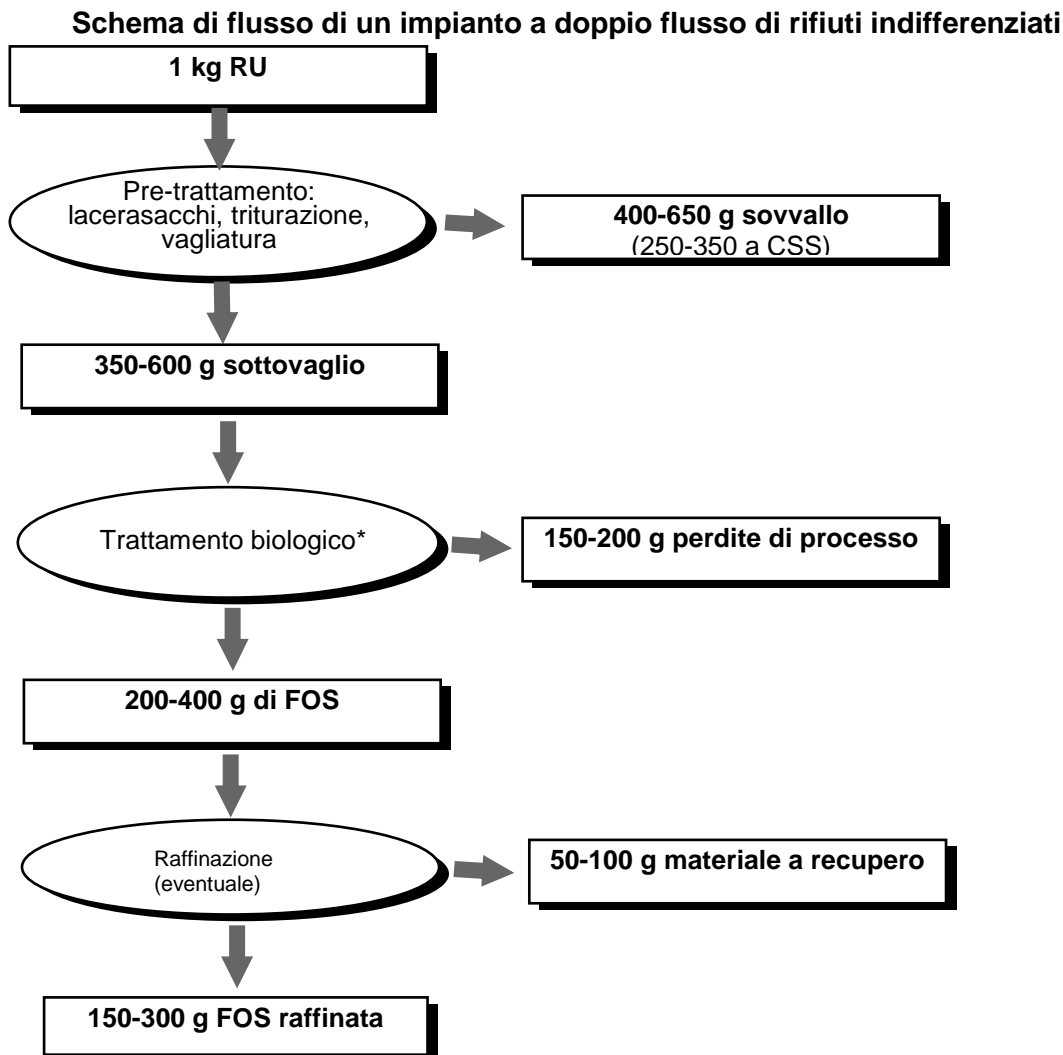 Schema di flusso di un impianto a doppio flusso di rifiuti indifferenziati
1 kg RU
Pre-trattamento:
lacerasacchi, triturazione,
vagliatura
400-650 g sovvallo
(250-350 a CSS)
350-600 g sottovaglio
Trattamento biologico*
150-200 g perdite di processo
200-400 g di FOS
Raffinazione
(eventuale)
50-100 g materiale a recupero
150-300 g FOS raffinata